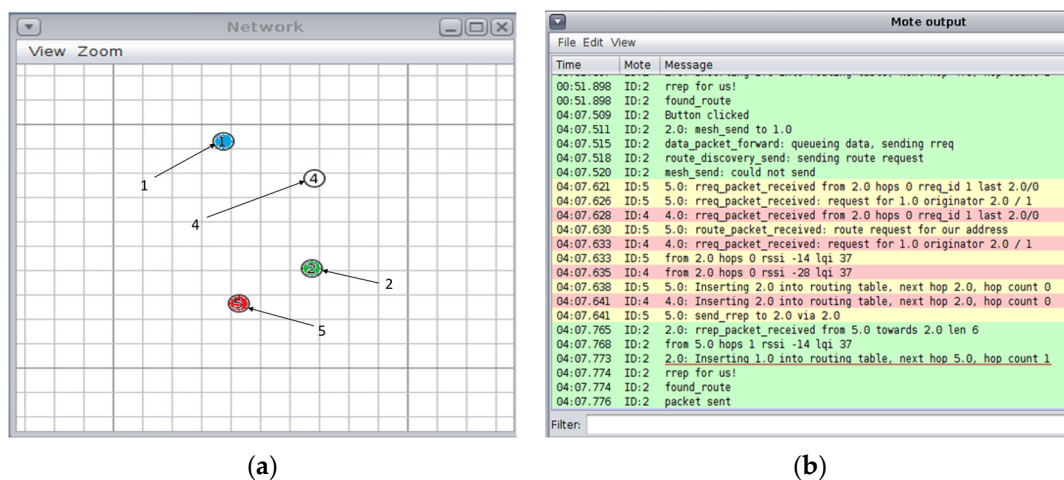 Network
View Zoom
1
4
2
5
1
4
2
5
(a)
Mote output
File Edit View
Time Mote Message
00:51.898 ID:2 rrep for us!
00:51.898 ID:2 found_route
04:07.509 ID:2 Button clicked
04:07.511 ID:2 2.0: mesh_send to 1.0
04:07.515 ID:2 data_packet_forward: queueing data, sending rreq
04:07.518 ID:2 route_discovery_send: sending route request
04:07.520 ID:2 mesh_send: could not send
04:07.621 ID:5 5.0: rreq_packet_received from 2.0 hops 0 rreq_id 1 last 2.0/0
04:07.626 ID:5 5.0: rreq_packet_received: request for 1.0 originator 2.0 / 1
04:07.628 ID:4 4.0: rreq_packet_received from 2.0 hops 0 rreq_id 1 last 2.0/0
04:07.630 ID:5 5.0: route_packet_received: route request for our address
04:07.633 ID:4 4.0: rreq_packet_received: request for 1.0 originator 2.0 / 1
04:07.633 ID:5 from 2.0 hops 0 rssi -14 lqi 37
04:07.635 ID:4 from 2.0 hops 0 rssi -28 lqi 37
04:07.638 ID:5 5.0: Inserting 2.0 into routing table, next hop 2.0, hop count 0
04:07.641 ID:4 4.0: Inserting 2.0 into routing table, next hop 2.0, hop count 0
04:07.641 ID:5 5.0: send_rrep to 2.0 via 2.0
04:07.765 ID:2 2.0: rrep_packet_received from 5.0 towards 2.0 len 6
04:07.768 ID:2 from 5.0 hops 1 rssi -14 lqi 37
04:07.773 ID:2 2.0: Inserting 1.0 into routing table, next hop 5.0, hop count 1
04:07.774 ID:2 rrep for us!
04:07.774 ID:2 found_route
04:07.776 ID:2 packet sent
Filter:
(b)